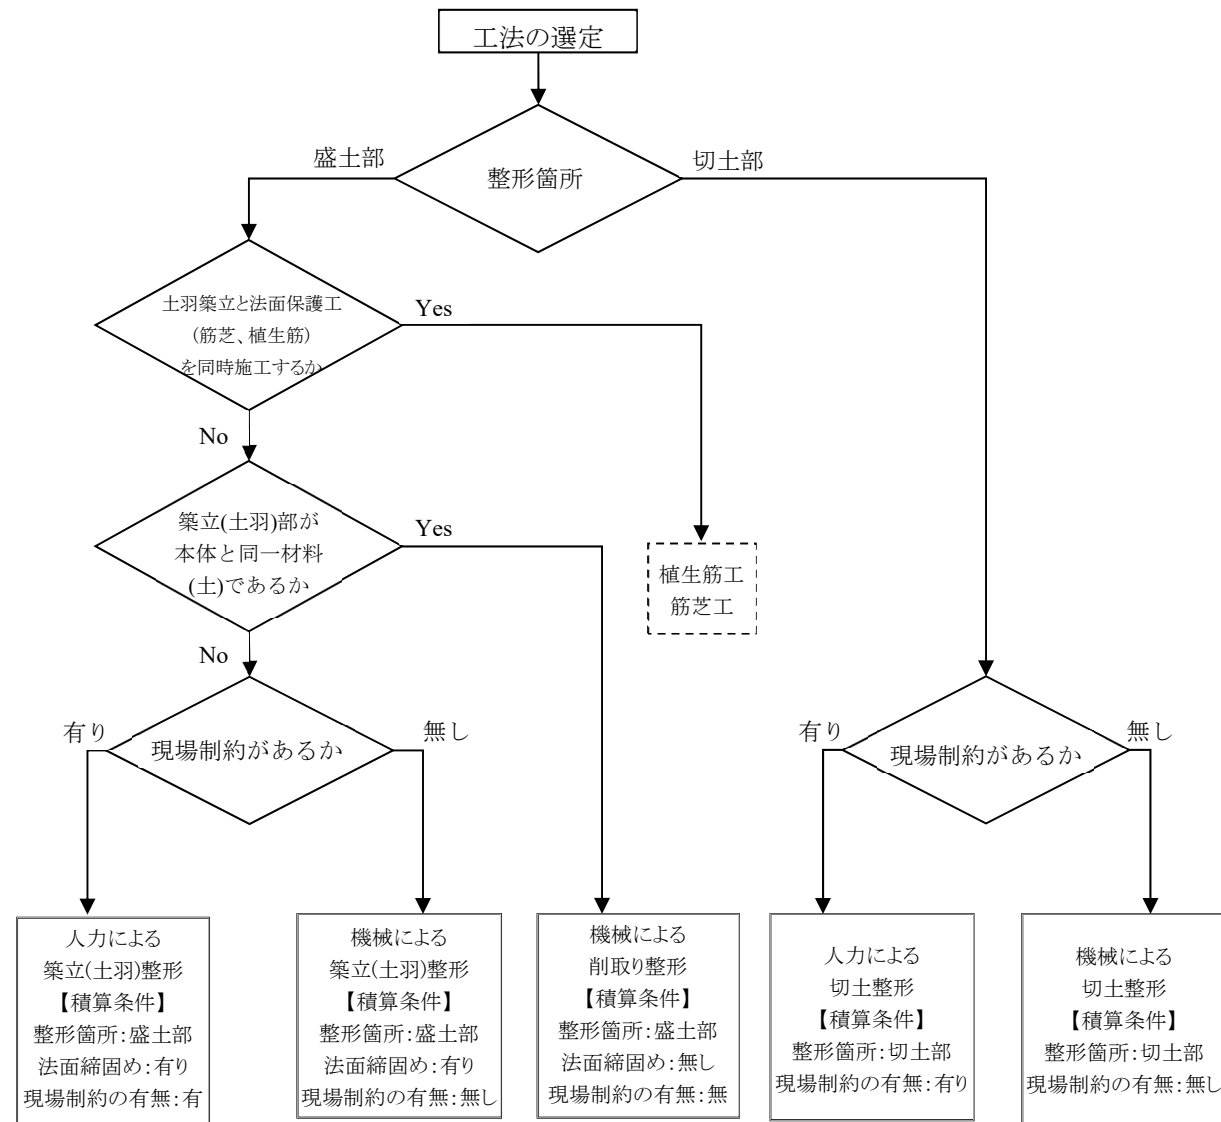 工法の選定
整形箇所
盛土部
切土部
土羽築立と法面保護工
(筋芝、植生筋)
を同時施工するか
Yes
No
築立(土羽)部が
本体と同一材料
(土)であるか
Yes
植生筋工
筋芝工
No
有り
現場制約があるか
無し
有り
現場制約があるか
無し
人力による
築立(土羽)整形
【積算条件】
整形箇所:盛土部
法面締固め:有り
現場制約の有無:有
機械による
築立(土羽)整形
【積算条件】
整形箇所:盛土部
法面締固め:有り
現場制約の有無:無し
機械による
削取り整形
【積算条件】
整形箇所:盛土部
法面締固め:無し
現場制約の有無:無
人力による
切土整形
【積算条件】
整形箇所:切土部
現場制約の有無:有り
機械による
切土整形
【積算条件】
整形箇所:切土部
現場制約の有無:無し